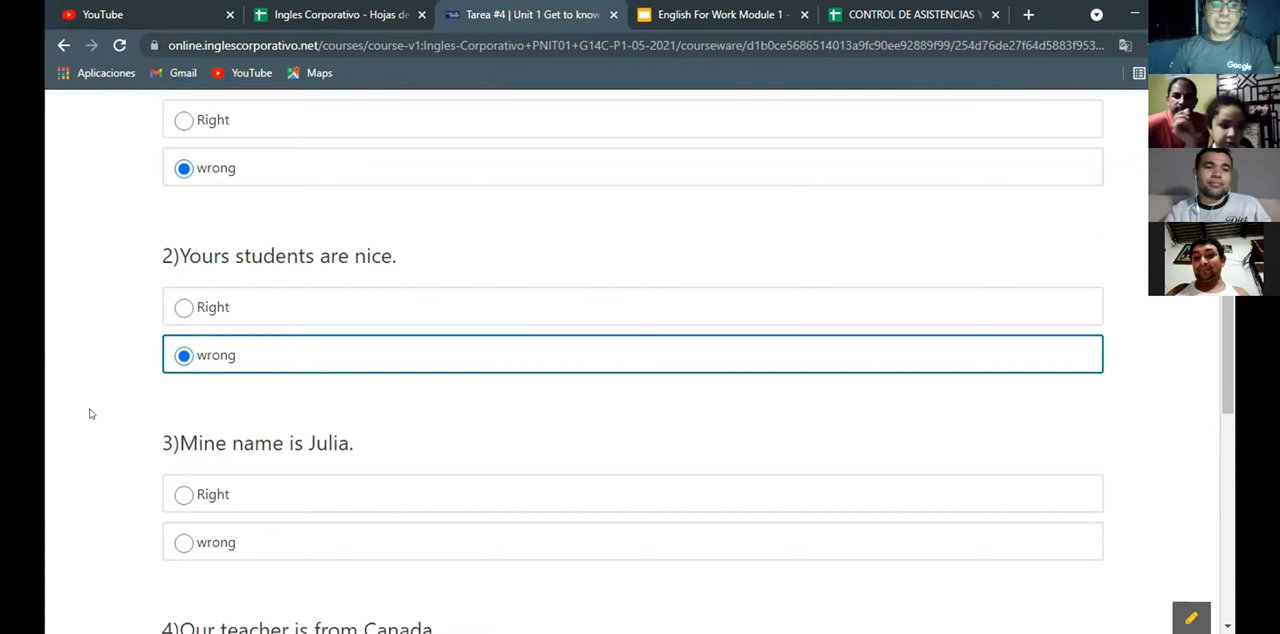 YouTube
Ingles Corporativo - Hojas de
Tarea #4 | Unit 1 Get to know
English For Work Module 1 -
CONTROL DE ASISTENCIAS Y
online.inglescorporativo.net/courses/course-v1:Ingles-Corporativo+PNIT01+G14C-P1-05-2021/courseware/d1b0ce5686514013a9fc90ee92889f99/254d76de27f64d5883f953...
Aplicaciones
Gmail
YouTube
Maps
Google
Right
wrong
2)Yours students are nice.
Right
wrong
3)Mine name is Julia.
Right
wrong
4)Our teacher is from Canada